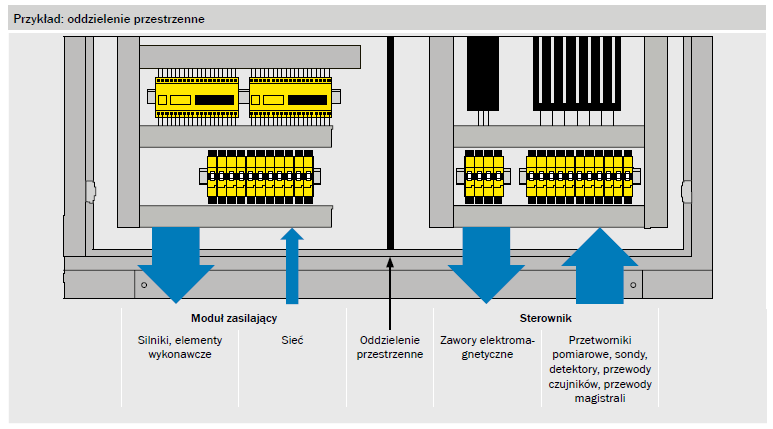 Przykład: oddzielenie przestrzenne
Moduł zasilający
Sterownik
Silniki, elementy
wykonawcze
Sieć
Oddzielenie
przestrzenne
Zawory elektroma-
gnetyczne
Przetworniki
pomiarowe, sondy,
detektory, przewody
czujników, przewody
magistrali